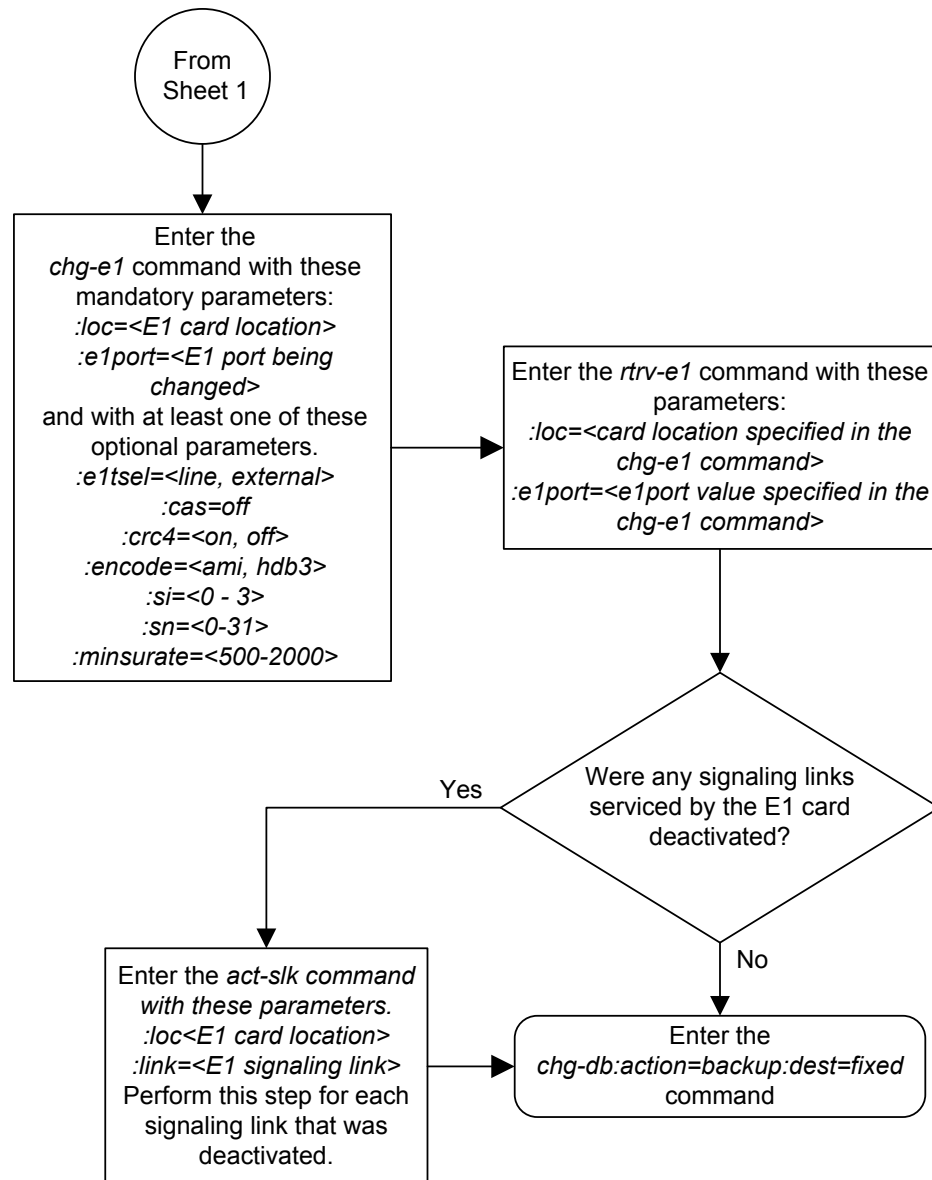 From
Sheet 1
Enter the
chg-e1 command with these
mandatory parameters:
:loc=<E1 card location>
:e1port=<E1 port being
changed>
and with at least one of these
optional parameters.
:e1tsel=<line, external>
:cas=off
:crc4=<on, off>
:encode=<ami, hdb3>
:si=<0 - 3>
:sn=<0-31>
:minsurate=<500-2000>
Enter the rtrv-e1 command with these
parameters:
:loc=<card location specified in the
chg-e1 command>
:e1port=<e1port value specified in the
chg-e1 command>
Were any signaling links
serviced by the E1 card
deactivated?
Yes
No
Enter the act-slk command
with these parameters.
:loc<E1 card location>
:link=<E1 signaling link>
Perform this step for each
signaling link that was
deactivated.
Enter the
chg-db:action=backup:dest=fixed
command